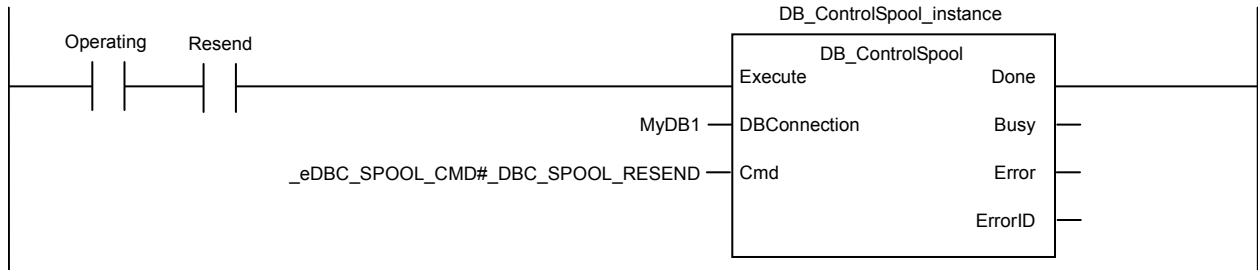 DB_ControlSpool_instance
Operating Resend
DB_ControlSpool
Execute Done
MyDB1 DBConnection Busy
_eDBC_SPOOL_CMD#_DBC_SPOOL_RESEND Cmd Error
ErrorID